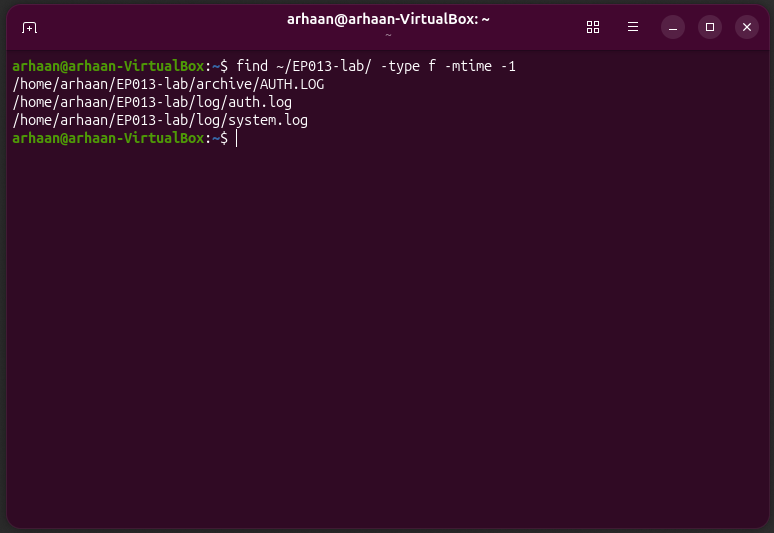 arhaan@arhaan-VirtualBox: ~
~
arhaan@arhaan-VirtualBox:~$ find ~/EP013-lab/ -type f -mtime -1
/home/arhaan/EP013-lab/archive/AUTH.LOG
/home/arhaan/EP013-lab/log/auth.log
/home/arhaan/EP013-lab/log/system.log
arhaan@arhaan-VirtualBox:~$